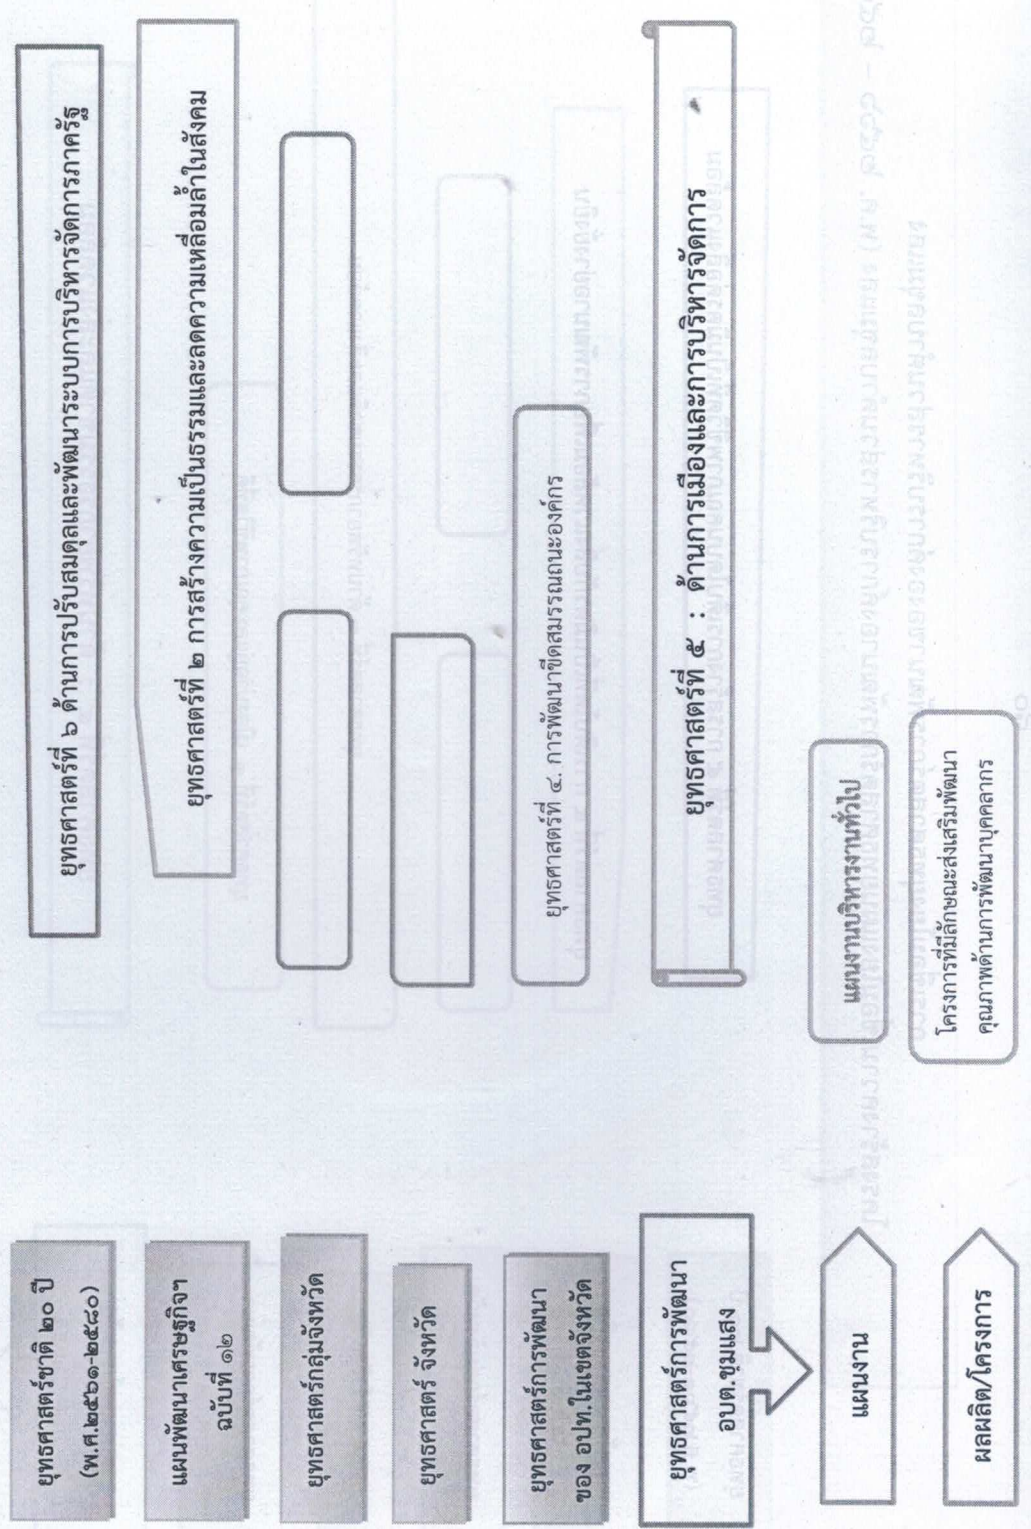 ยุทธศาสตร์ชาติ ๒๐ ปี
(พ.ศ.๒๕๖๑-๒๕๘๐)
ยุทธศาสตร์ที่ ๖ ด้านการปรับสมดุลและพัฒนาระบบการบริหารจัดการภาครัฐ
แผนพัฒนาเศรษฐกิจฯ
ฉบับที่ ๑๒
ยุทธศาสตร์ที่ ๒ การสร้างความเป็นธรรมและลดความเหลื่อมล้ำในสังคม
ยุทธศาสตร์กลุ่มจังหวัด
ยุทธศาสตร์ จังหวัด
ยุทธศาสตร์การพัฒนา
ของ อปท.ในเขตจังหวัด
ยุทธศาสตร์ที่ ๔. การพัฒนาขีดสมรรณถนะองค์กร
ยุทธศาสตร์การพัฒนา
อบต.ชุมแสง
ยุทธศาสตร์ที่ ๕ : ด้านการเมืองและการบริหารจัดการ
แผนงาน
แผนงานบริหารงานทั่วไป
ผลผลิต/โครงการ
โครงการที่มีลักษณะส่งเสริมพัฒนา
คุณภาพด้านการพัฒนาบุคคลากร